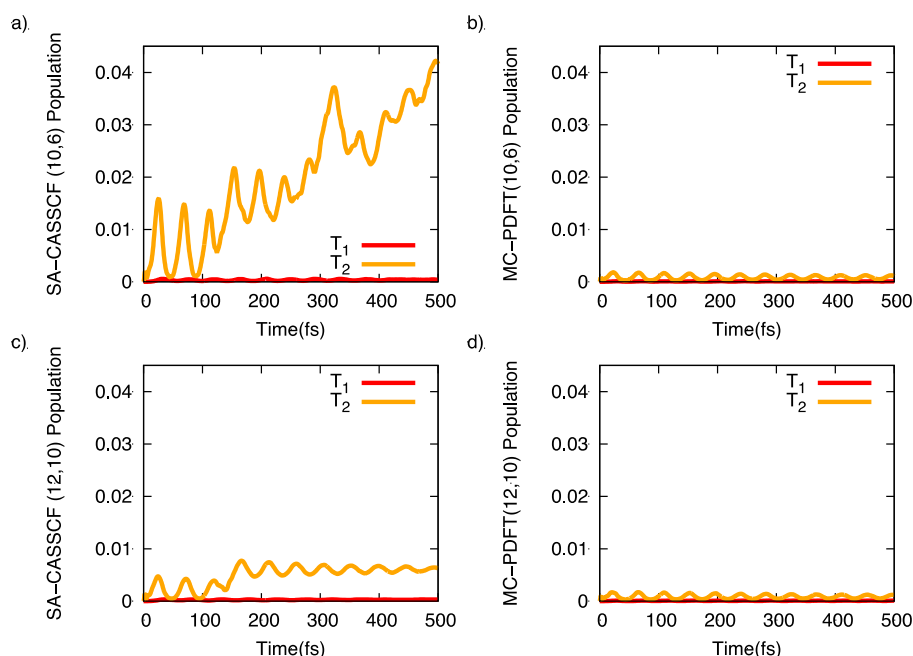 a).
SA-CASSCF (10,6) Population
0.04
0.03
0.02
0.01
0
T1
T2
0 100 200 300 400 500
Time(fs)
b).
MC-PDFT(10,6) Population
0.04
0.03
0.02
0.01
0
T1
T2
0 100 200 300 400 500
Time(fs)
c).
SA-CASSCF (12,10) Population
0.04
0.03
0.02
0.01
0
T1
T2
0 100 200 300 400 500
Time(fs)
d).
MC-PDFT(12,10) Population
0.04
0.03
0.02
0.01
0
T1
T2
0 100 200 300 400 500
Time(fs)